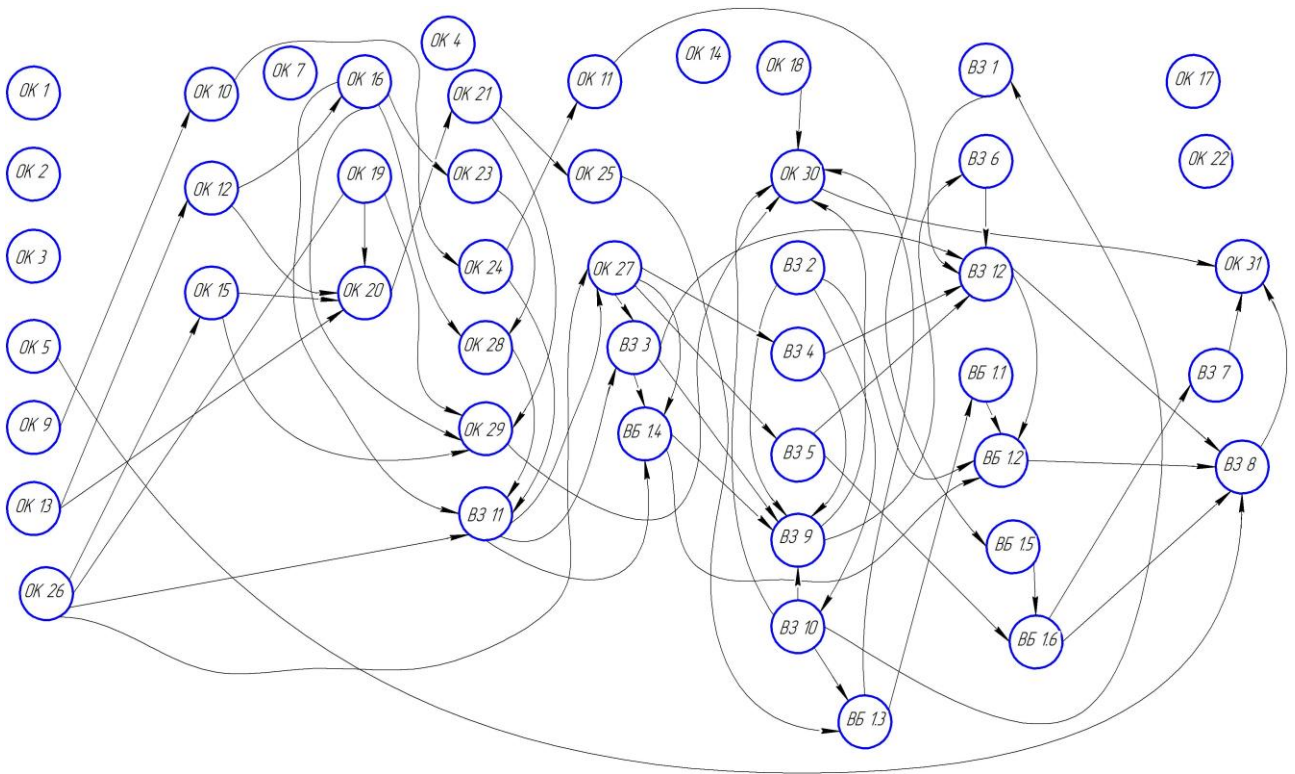 ОК 1
ОК 2
ОК 3
ОК 5
ОК 9
ОК 13
ОК 26
ОК 10
ОК 12
ОК 15
ОК 7
ОК 16
ОК 19
ОК 20
ОК 4
ОК 21
ОК 23
ОК 24
ОК 28
ОК 29
ВЗ 11
ОК 11
ОК 25
ОК 27
ВЗ 3
ВБ 1.4
ОК 14
ОК 18
ОК 30
ВЗ 2
ВЗ 4
ВЗ 5
ВЗ 9
ВЗ 10
ВБ 1.3
ВЗ 1
ВЗ 6
ВЗ 12
ВБ 1.1
ВБ 1.2
ВБ 1.5
ВБ 1.6
ОК 17
ОК 22
ОК 31
ВЗ 7
ВЗ 8